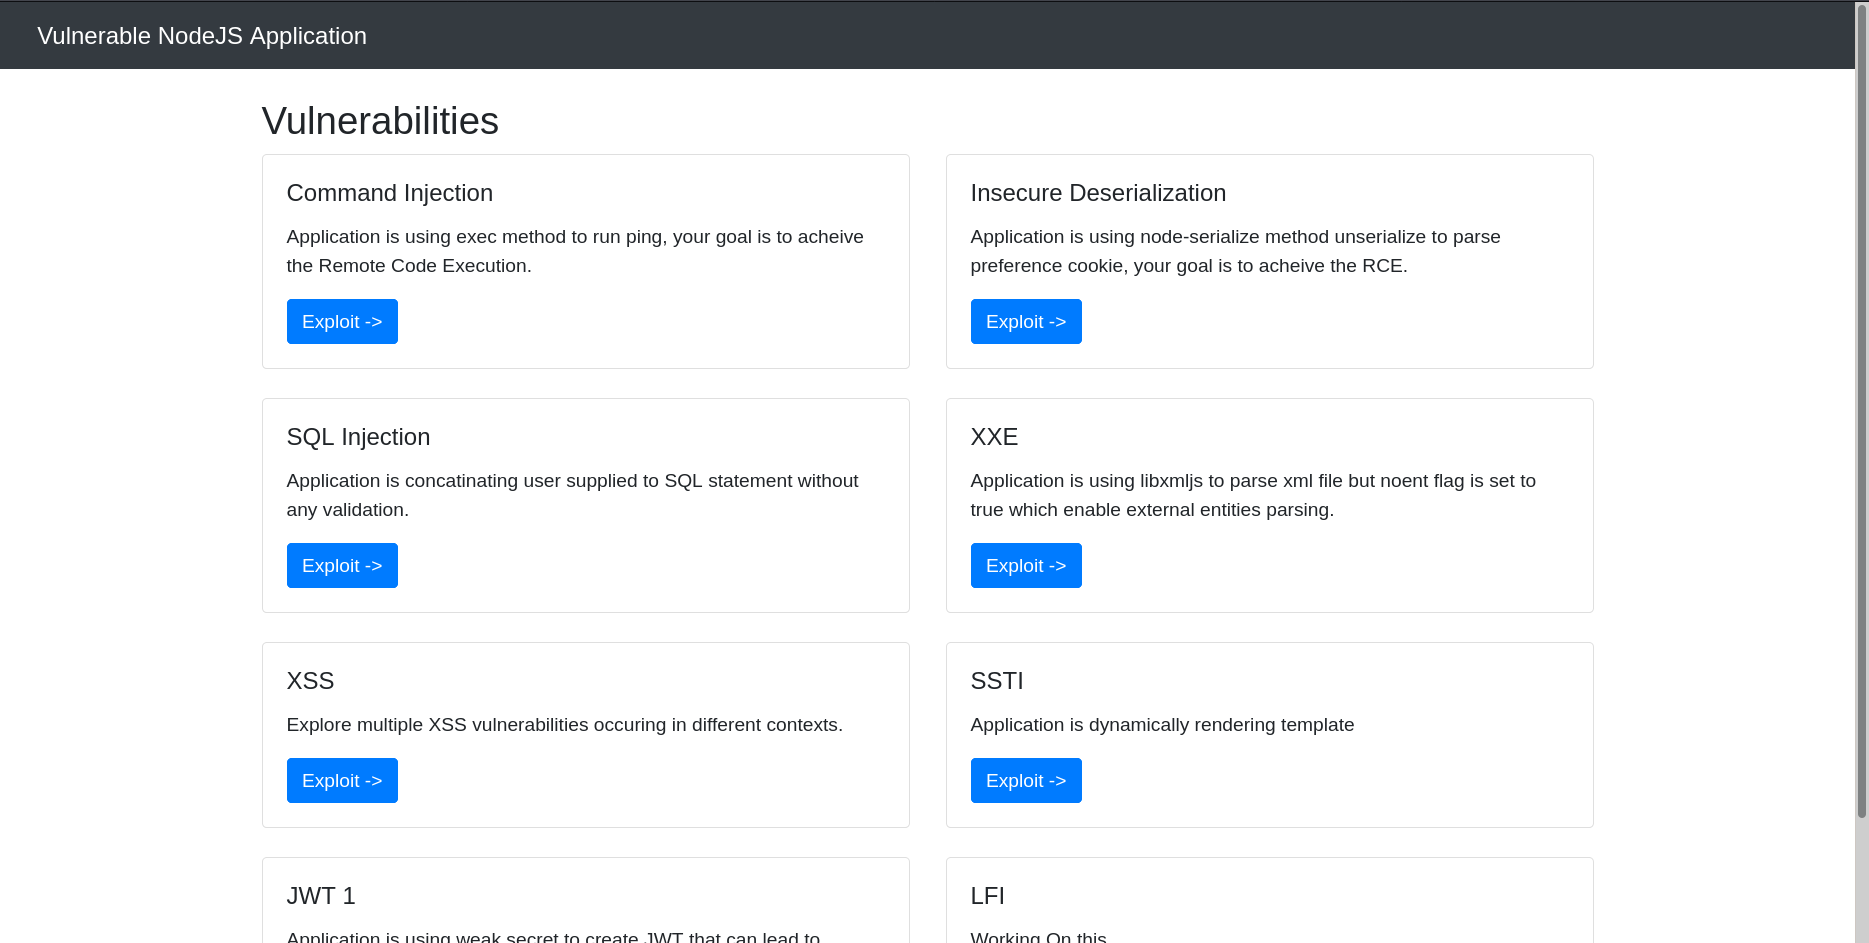 Vulnerable NodeJS Application
Vulnerabilities
Command Injection
Application is using exec method to run ping, your goal is to acheive
the Remote Code Execution.
Exploit ->
Insecure Deserialization
Application is using node-serialize method unserialize to parse
preference cookie, your goal is to acheive the RCE.
Exploit ->
SQL Injection
Application is concatinating user supplied to SQL statement without
any validation.
Exploit ->
XXE
Application is using libxmljs to parse xml file but noent flag is set to
true which enable external entities parsing.
Exploit ->
XSS
Explore multiple XSS vulnerabilities occuring in different contexts.
Exploit ->
SSTI
Application is dynamically rendering template
Exploit ->
JWT 1
Application is using weak secret to create JWT that can lead to
LFI
Working On this